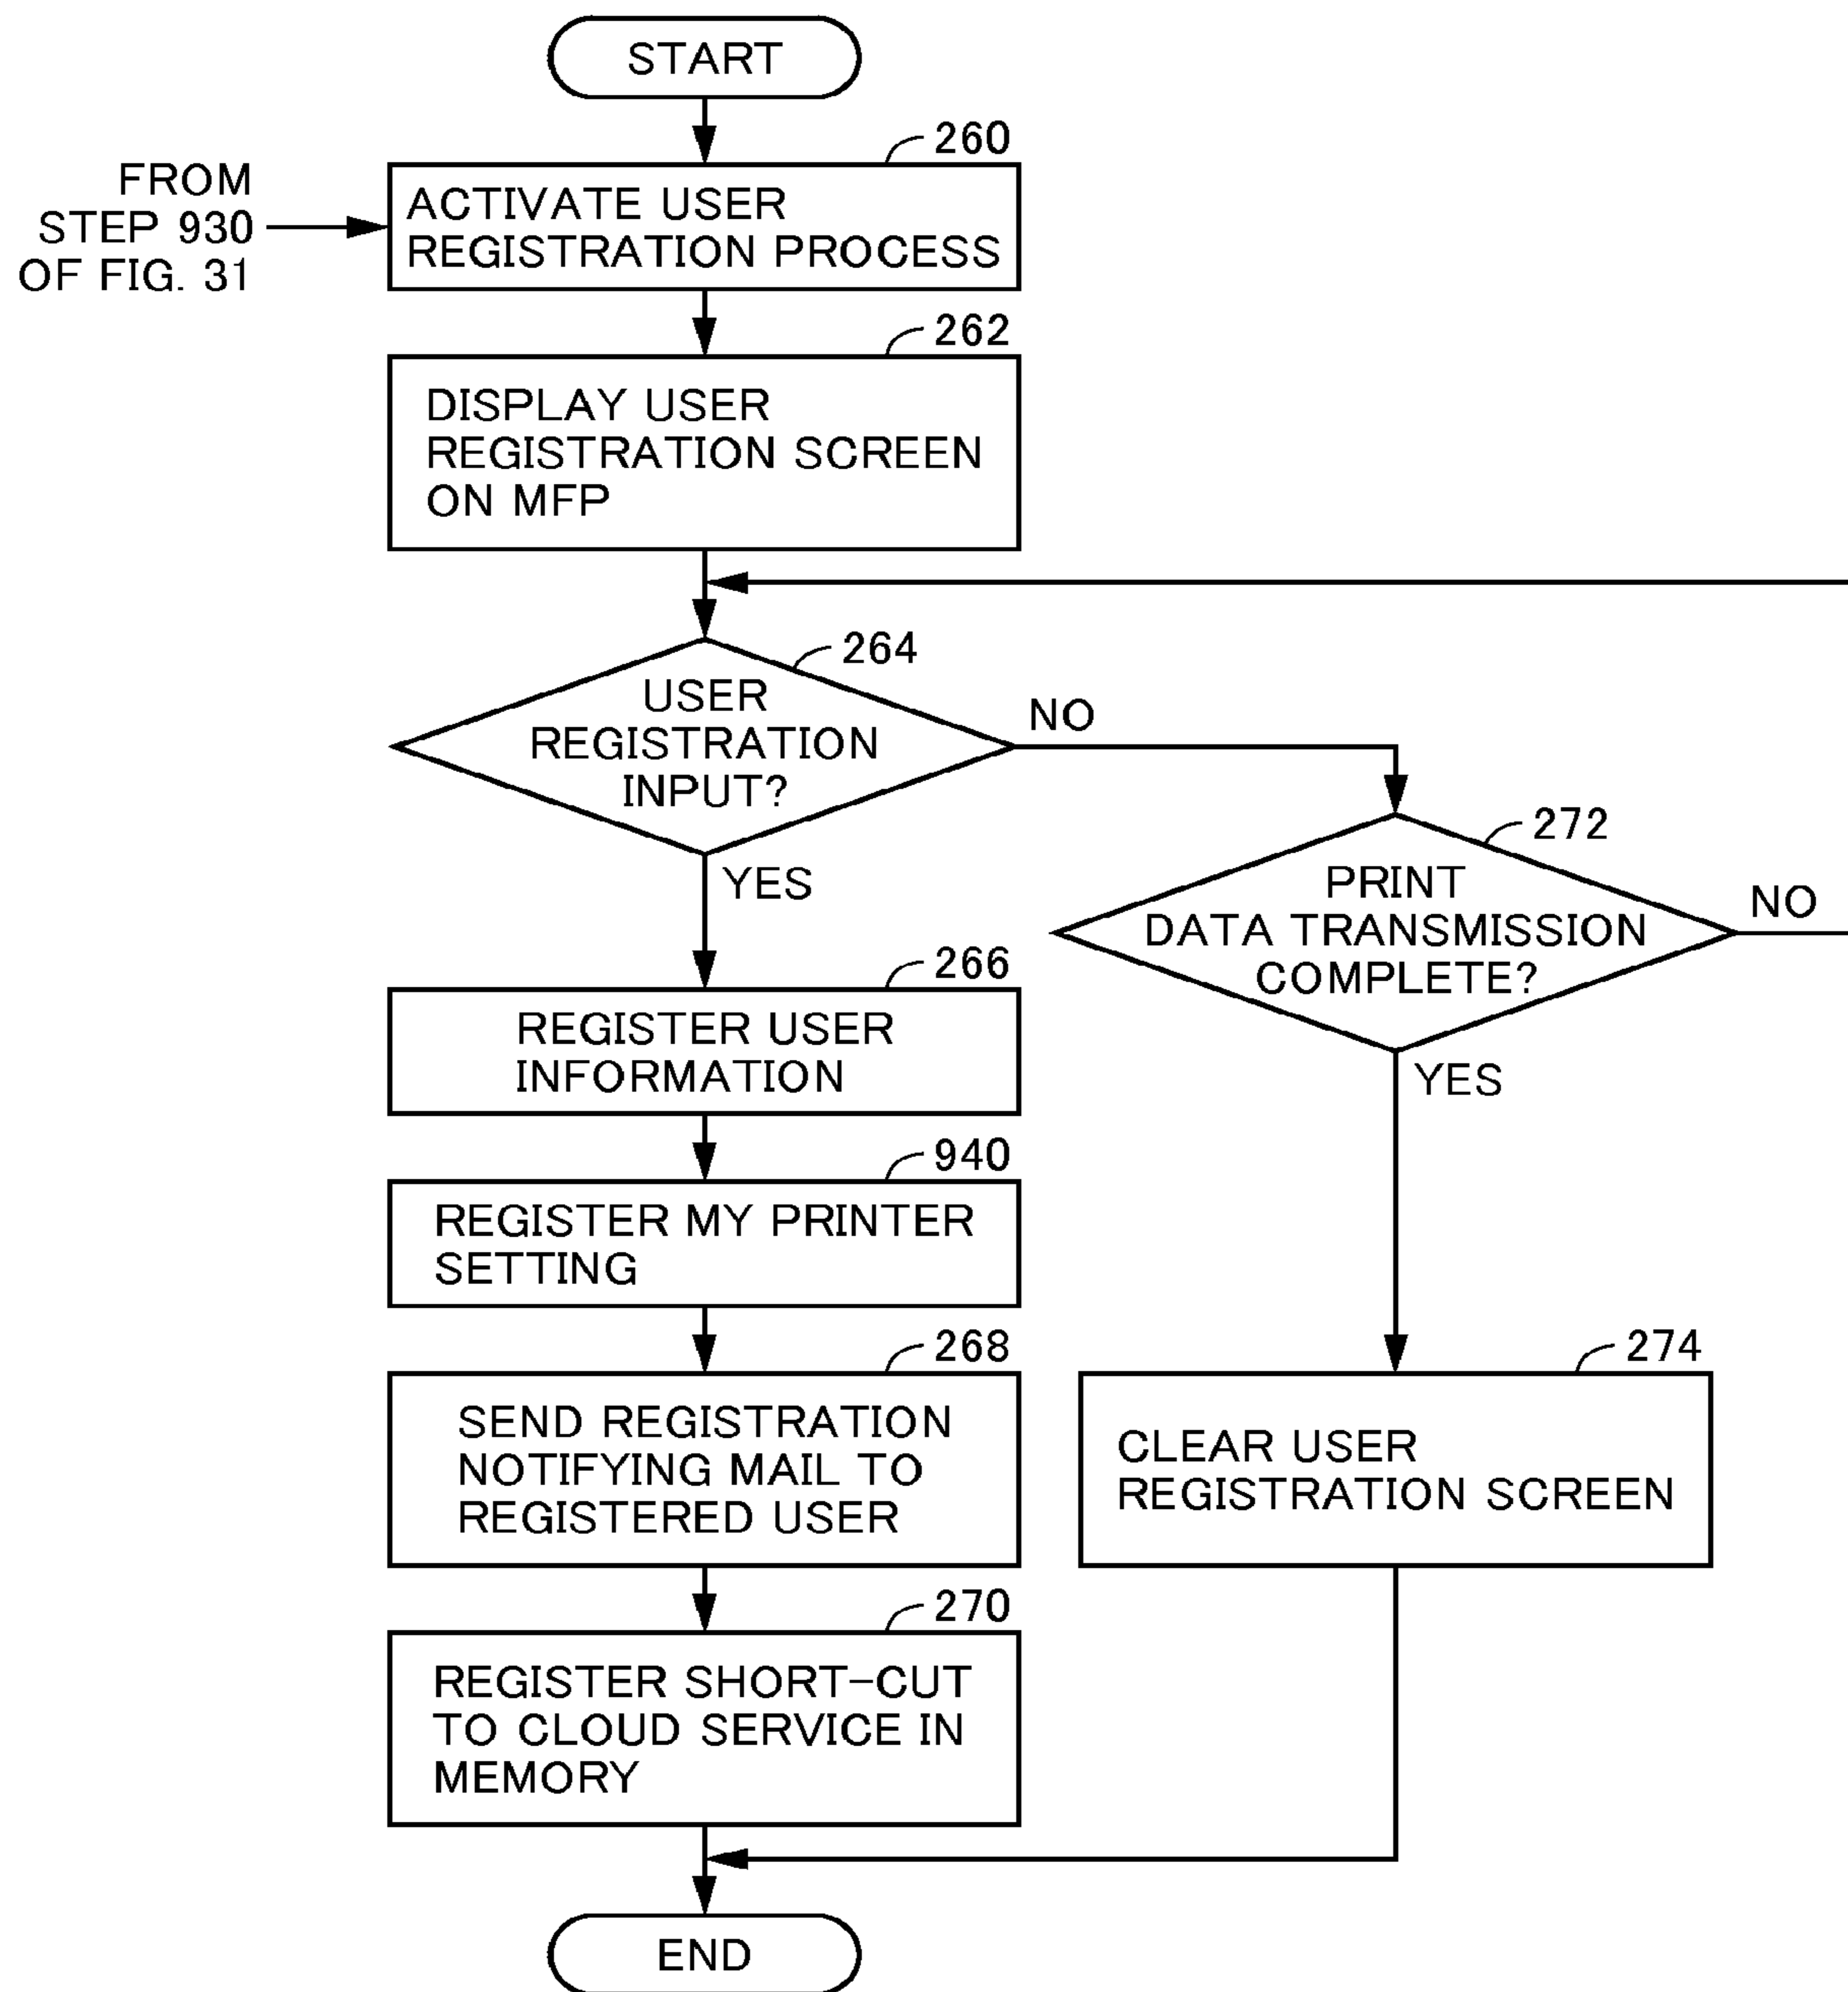 START
FROM
STEP 930
OF FIG. 31
260
ACTIVATE USER
REGISTRATION PROCESS
262
DISPLAY USER
REGISTRATION SCREEN
ON MFP
264
USER
REGISTRATION
INPUT?
NO
YES
272
PRINT
DATA TRANSMISSION
COMPLETE?
NO
YES
266
REGISTER USER
INFORMATION
940
REGISTER MY PRINTER
SETTING
268
SEND REGISTRATION
NOTIFYING MAIL TO
REGISTERED USER
274
CLEAR USER
REGISTRATION SCREEN
270
REGISTER SHORT-CUT
TO CLOUD SERVICE IN
MEMORY
END